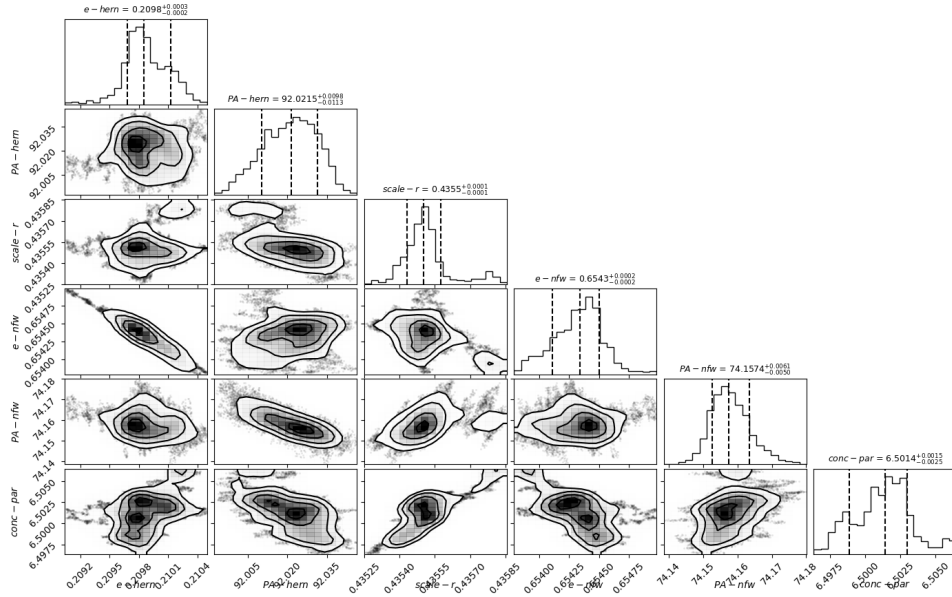 e − hern = 0.2098 +0.0003 −0.0002
PA − hern = 92.0215 +0.0098 −0.0113
92.035
92.020
92.005
PA − hern
scale − r = 0.4355 +0.0001 −0.0001
0.43585
0.43570
0.43555
0.43540
0.43525
scale − r
e − nfw = 0.6543 +0.0002 −0.0002
0.65475
0.65450
0.65425
0.65400
e − nfw
PA − nfw = 74.1574 +0.0061 −0.0050
74.18
74.17
74.16
74.15
74.14
PA − nfw
conc − par = 6.5014 +0.0015 −0.0025
6.5050
6.5025
6.5000
6.4975
conc − par
0.2092 0.2095 0.2098 0.2101 0.2104 92.005 92.020 92.035 0.43525 0.43540 0.43555 0.43570 0.43585 0.65400 0.65425 0.65450 0.65475 74.14 74.15 74.16 74.17 74.18 6.4975 6.5000 6.5025 6.5050
e − hern PA − hern scale − r e − nfw PA − nfw conc − par